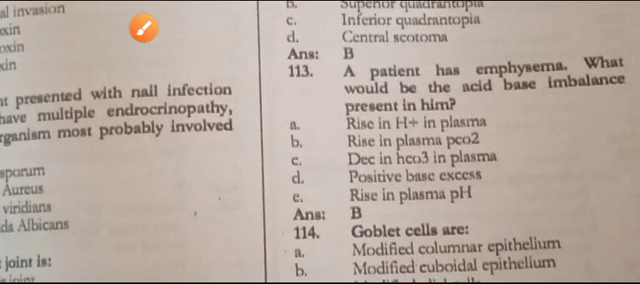 al invasion
xin
oxin
xin
nt presented with nail infection
have multiple endrocrinopathy,
rganism most probably involved
sporum
Aureus
viridians
da Albicans
joint is:
b. Superior quadrantopia
c. Inferior quadrantopia
d. Central scotoma
Ans: B
113. A patient has emphysema. What
would be the acid base imbalance
present in him?
a. Rise in H+ in plasma
b. Rise in plasma pco2
c. Dec in hco3 in plasma
d. Positive base excess
e. Rise in plasma pH
Ans: B
114. Goblet cells are:
a. Modified columnar epithelium
b. Modified cuboidal epithelium